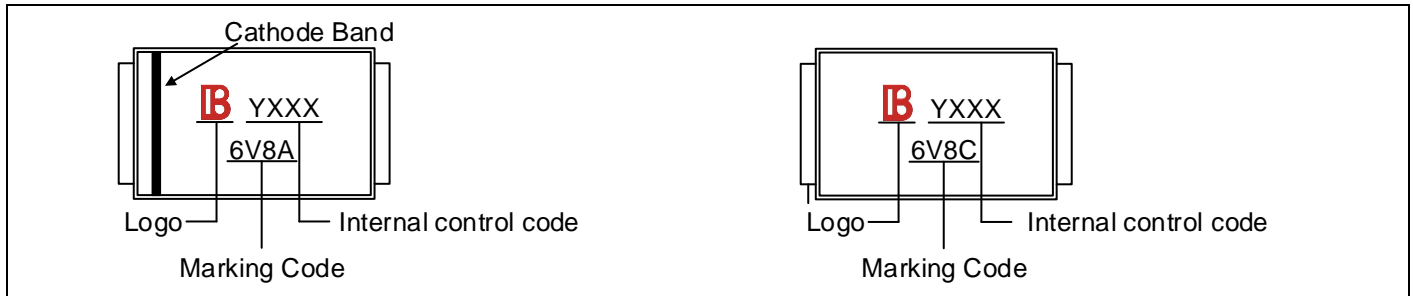 Cathode Band
B YXXX
6V8A
Logo
Internal control code
Marking Code
B YXXX
6V8C
Logo
Internal control code
Marking Code